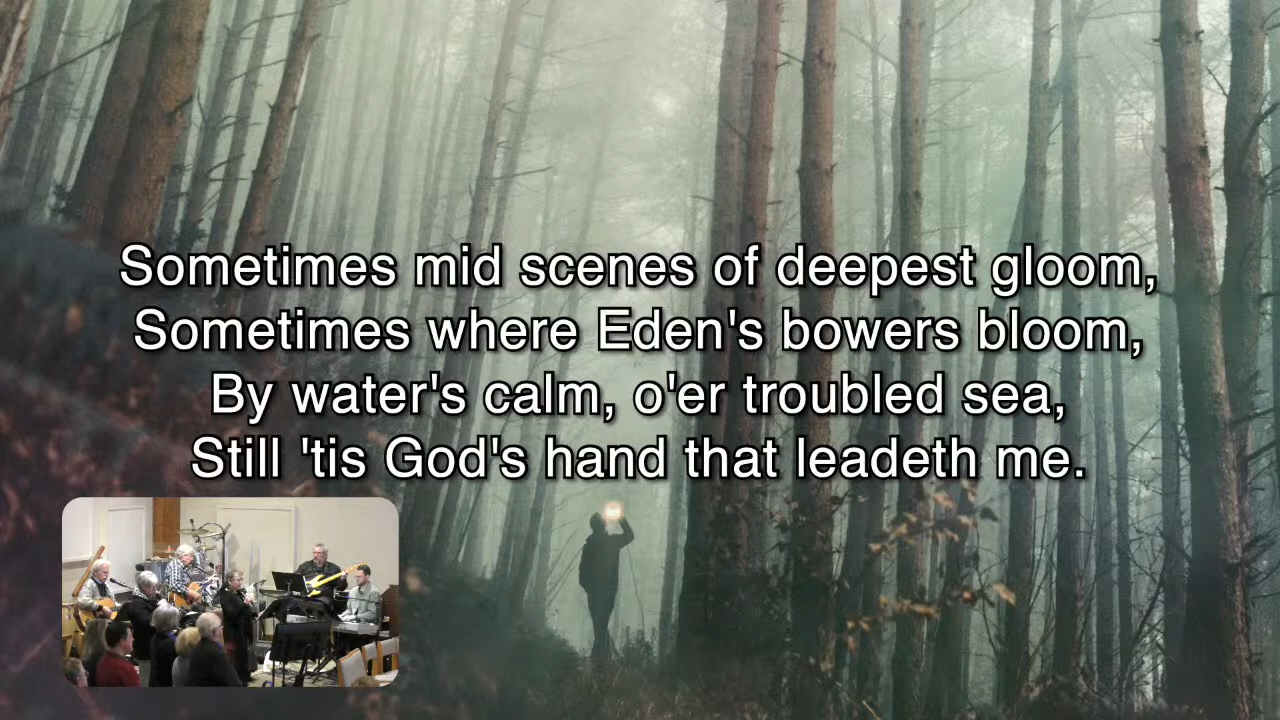 Sometimes mid scenes of deepest gloom,
Sometimes where Eden's bowers bloom,
By water's calm, o'er troubled sea,
Still 'tis God's hand that leadeth me.